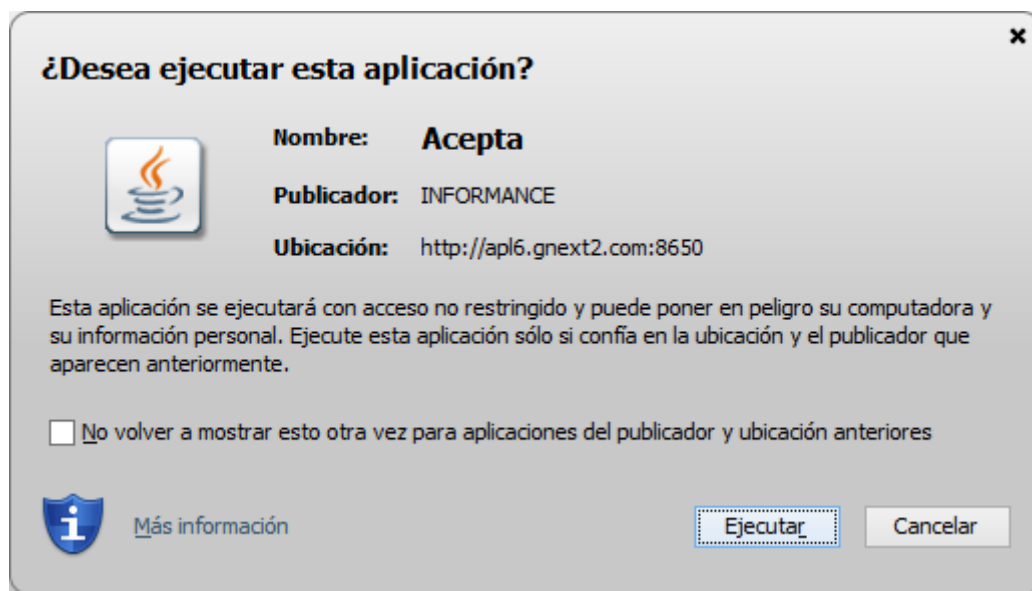 ¿Desea ejecutar esta aplicación?
Nombre: Acepta
Publicador: INFORMANCE
Ubicación: http://apl6.gnext2.com:8650
Esta aplicación se ejecutará con acceso no restringido y puede poner en peligro su computadora y
su información personal. Ejecute esta aplicación sólo si confía en la ubicación y el publicador que
aparecen anteriormente.
No volver a mostrar esto otra vez para aplicaciones del publicador y ubicación anteriores
Más información
Ejecutar Cancelar